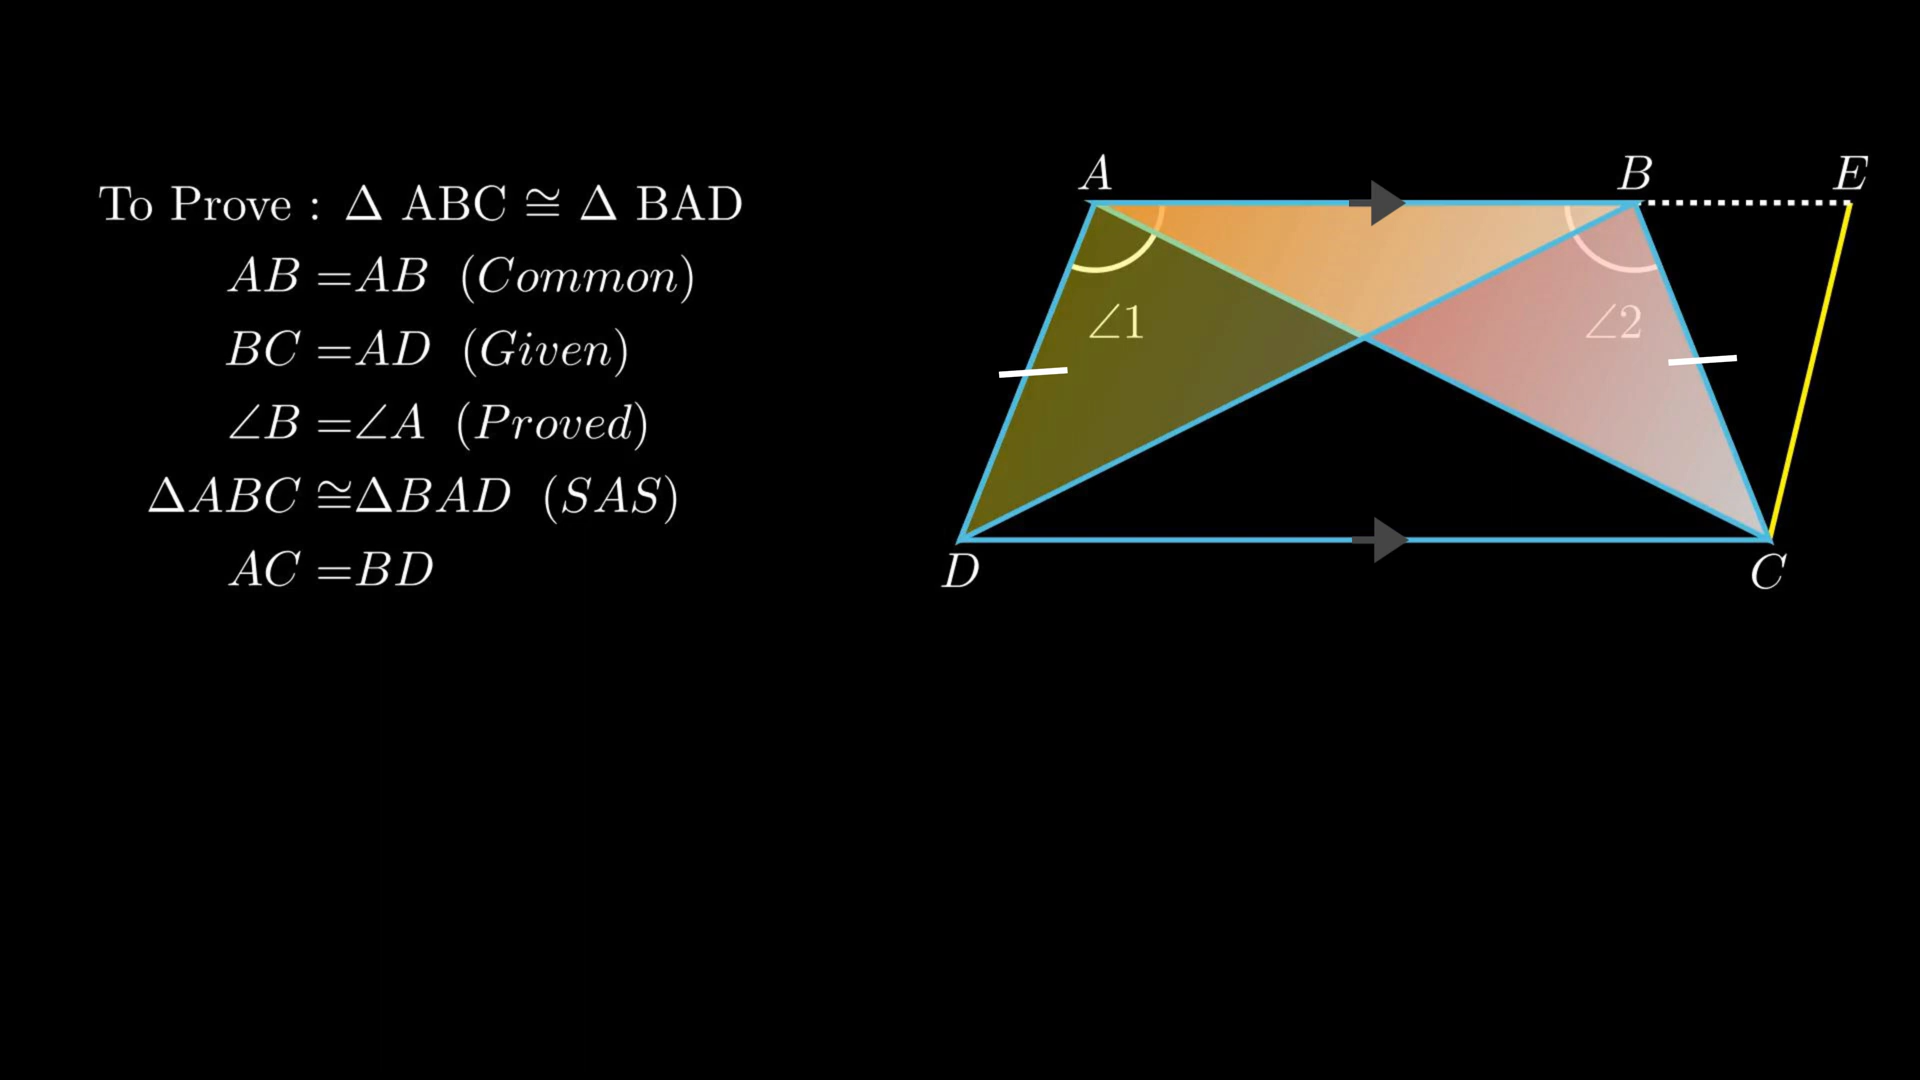 To Prove : Δ ABC ≅ Δ BAD
AB =AB (Common)
BC =AD (Given)
∠B =∠A (Proved)
ΔABC ≅ΔBAD (SAS)
AC =BD
A B E
∠1 ∠2
D C